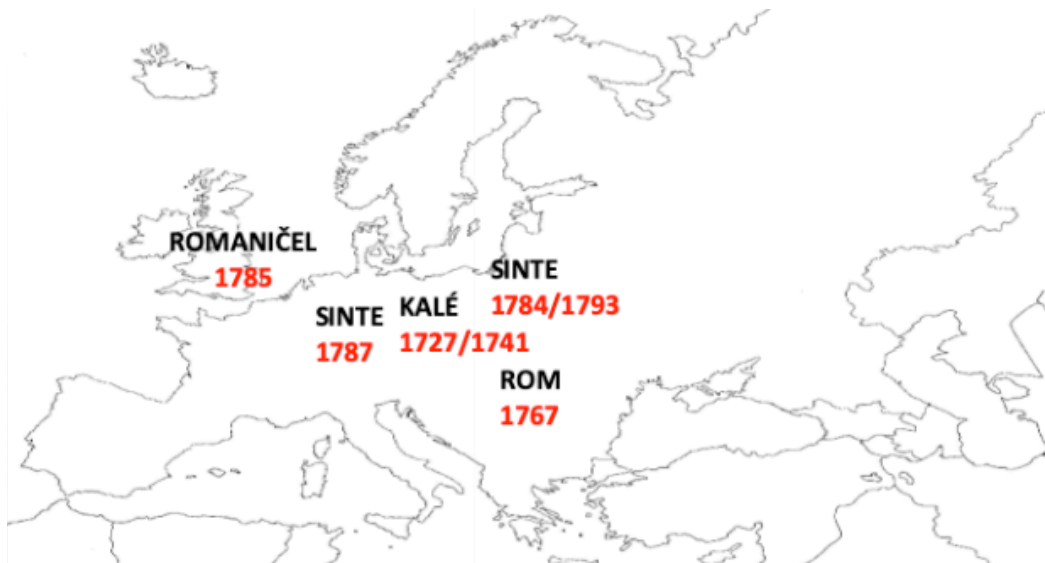 ROMANIČEL
1785
SINTE
1787
KALÉ
1727/1741
SINTE
1784/1793
ROM
1767